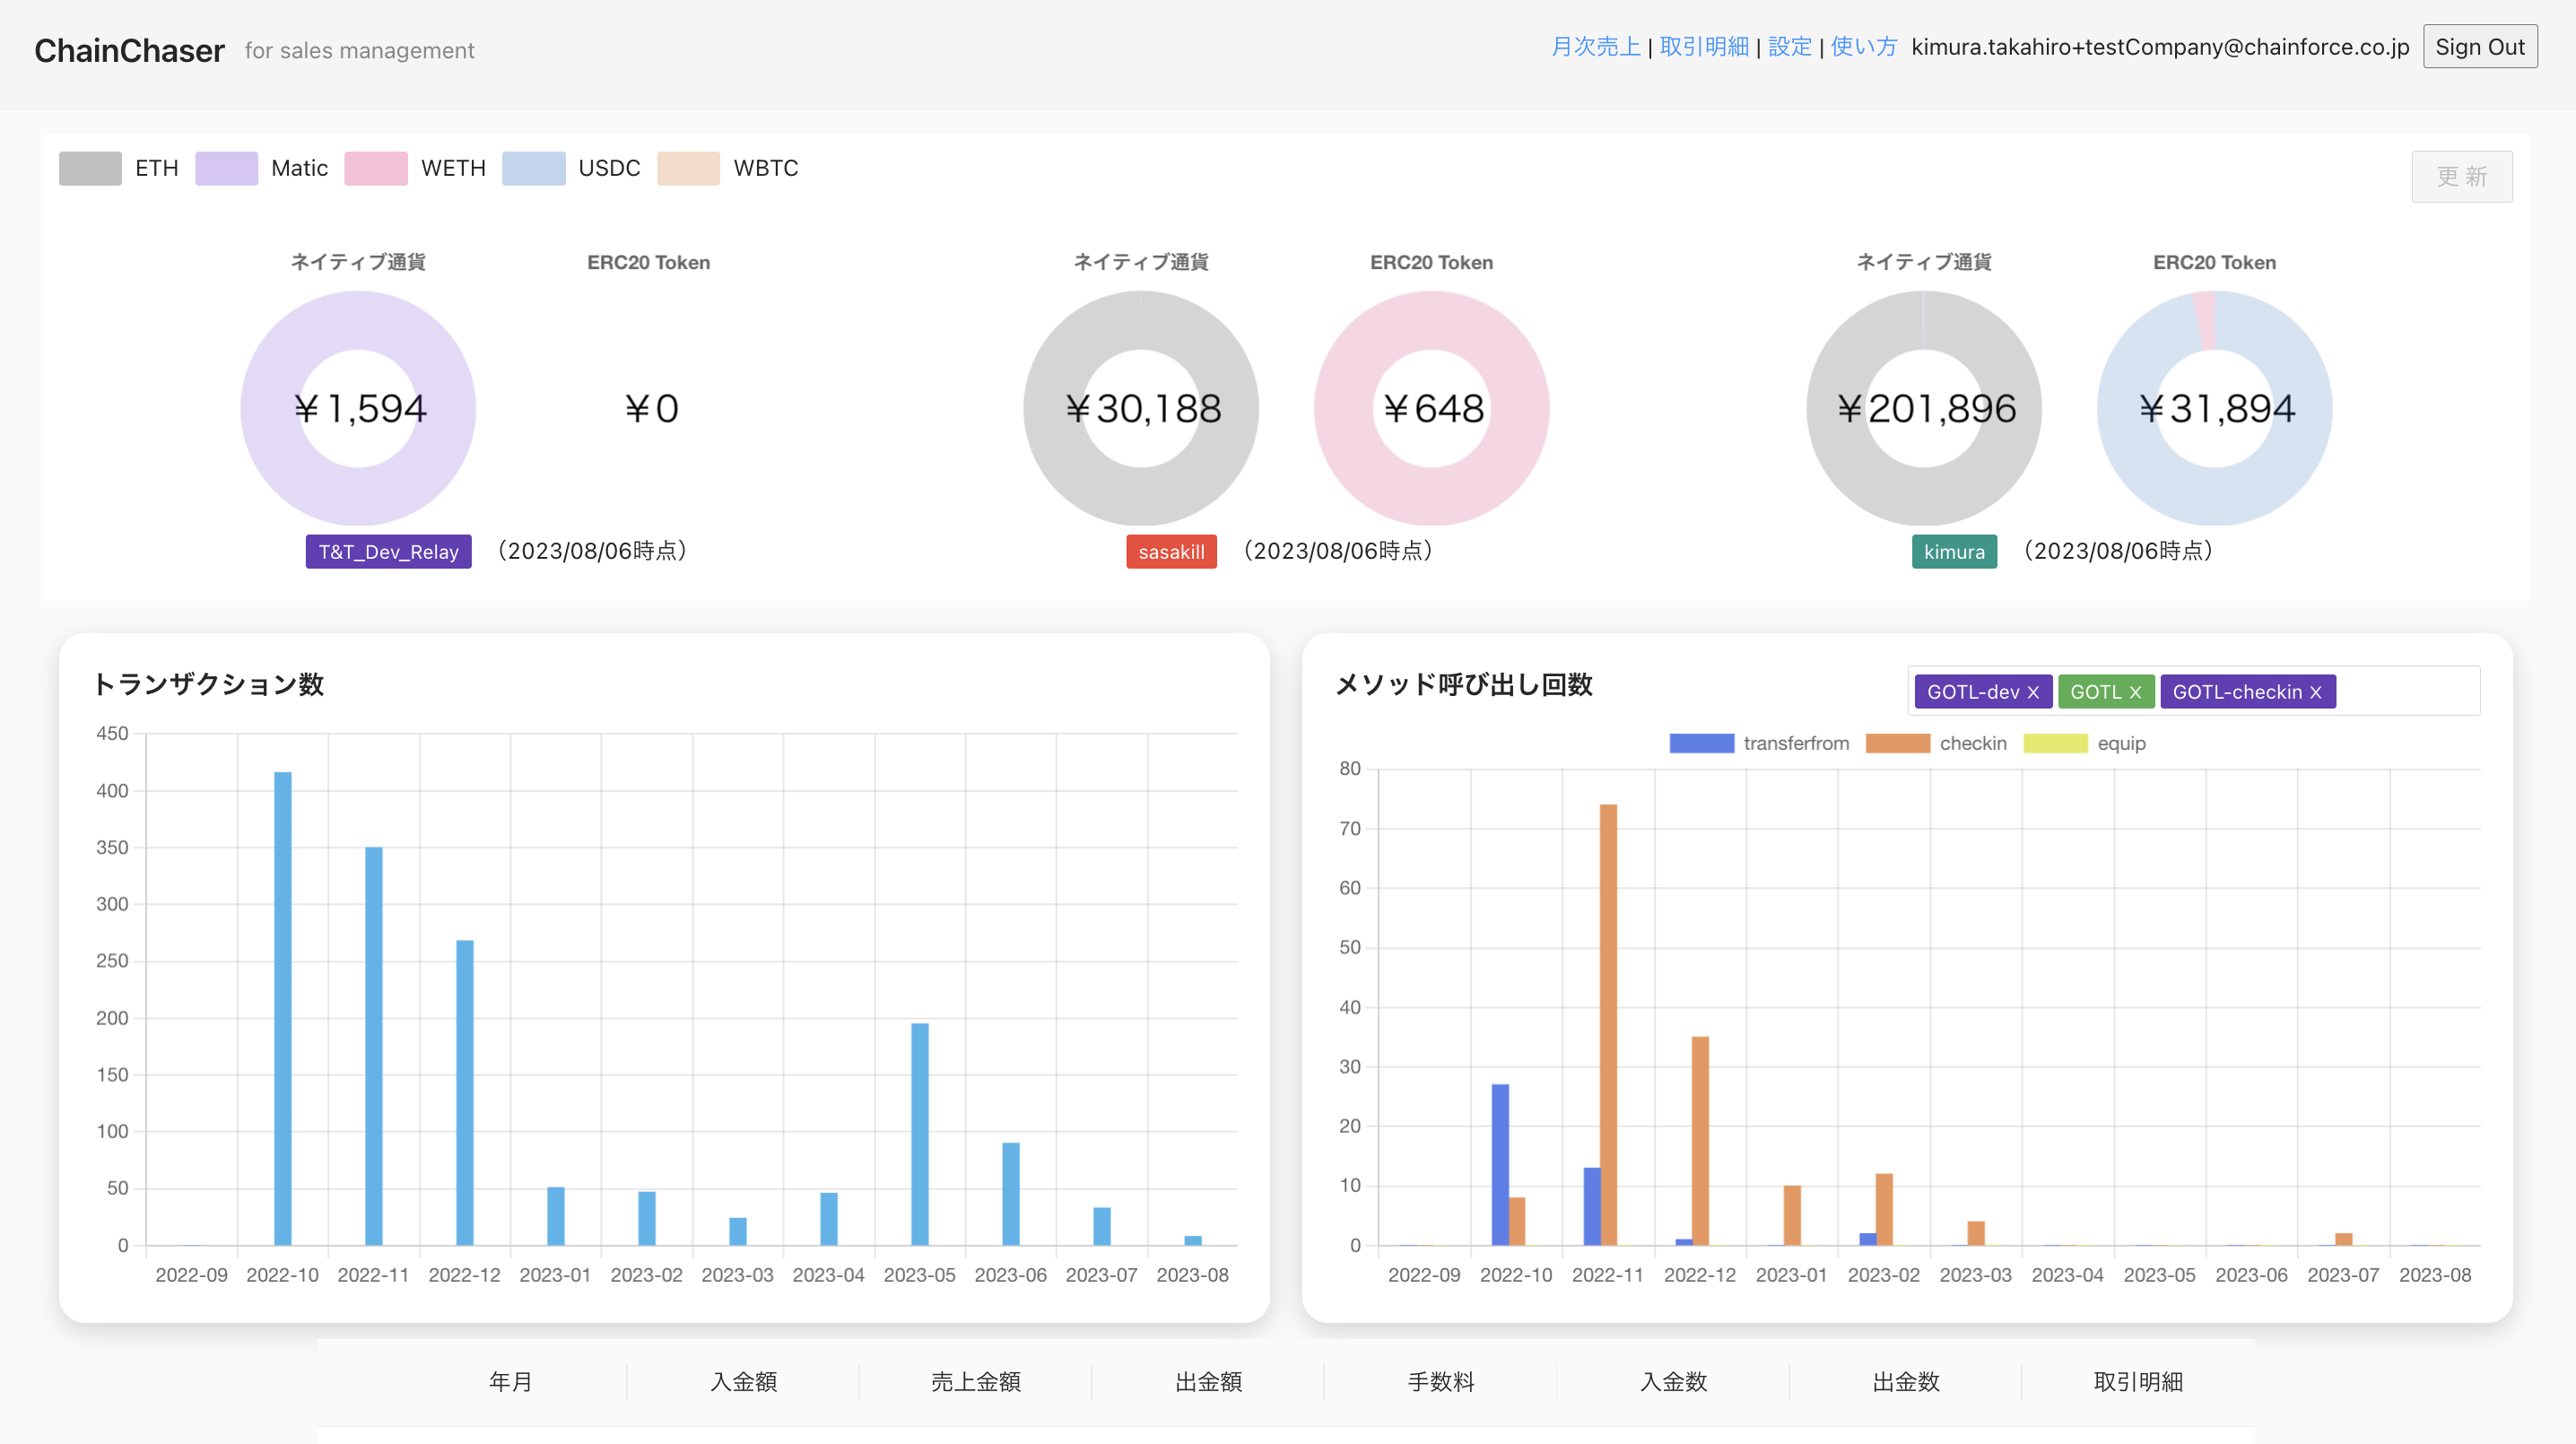 ChainChaser for sales management
月次売上 | 取引明細 | 設定 | 使い方 kimura.takahiro+testCompany@chainforce.co.jp Sign Out
ETH Matic WETH USDC WBTC
更 新
ネイティブ通貨 ERC20 Token ネイティブ通貨 ERC20 Token ネイティブ通貨 ERC20 Token
¥1,594 ¥0 ¥30,188 ¥648 ¥201,896 ¥31,894
T&T_Dev_Relay （2023/08/06時点） sasakill （2023/08/06時点） kimura （2023/08/06時点）
トランザクション数
450
400
350
300
250
200
150
100
50
0
2022-09 2022-10 2022-11 2022-12 2023-01 2023-02 2023-03 2023-04 2023-05 2023-06 2023-07 2023-08
メソッド呼び出し回数
GOTL-dev X GOTL X GOTL-checkin X
transferfrom checkin equip
80
70
60
50
40
30
20
10
0
2022-09 2022-10 2022-11 2022-12 2023-01 2023-02 2023-03 2023-04 2023-05 2023-06 2023-07 2023-08
年月 入金額 売上金額 出金額 手数料 入金数 出金数 取引明細